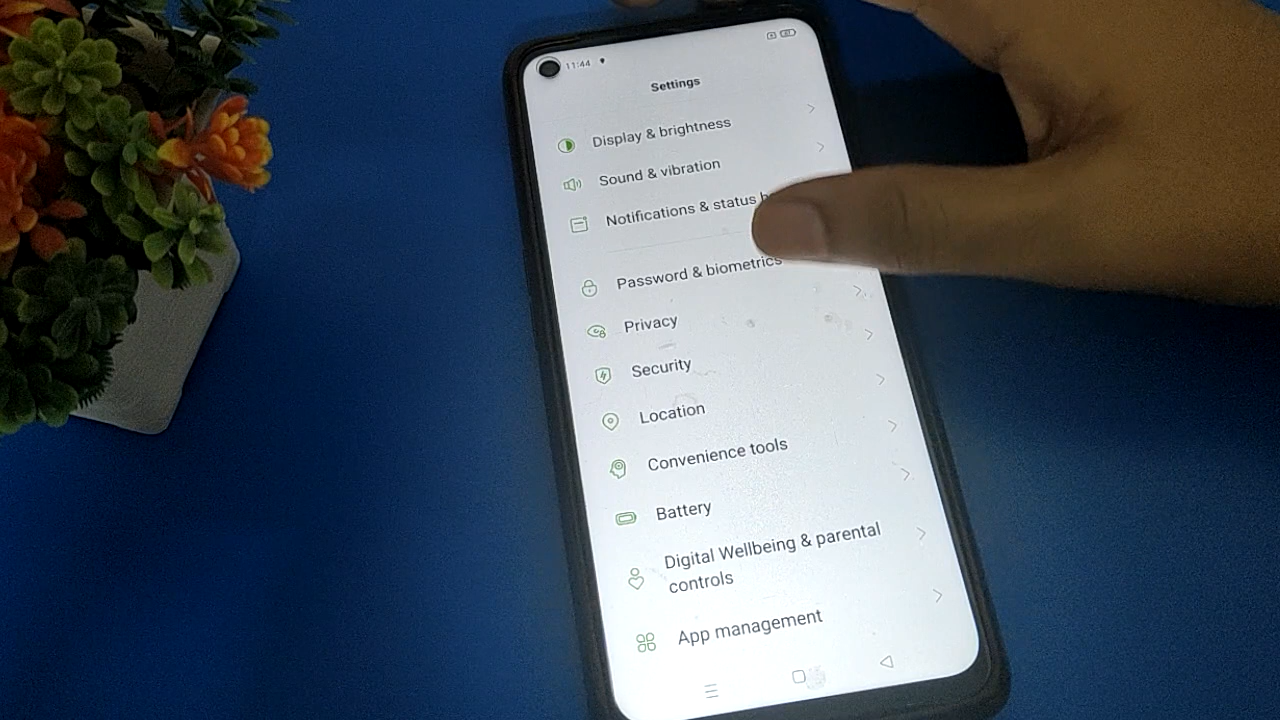 11:44
Settings
Display & brightness
Sound & vibration
Notifications & status
Password & biometrics
Privacy
Security
Location
Convenience tools
Battery
Digital Wellbeing & parental
controls
App management